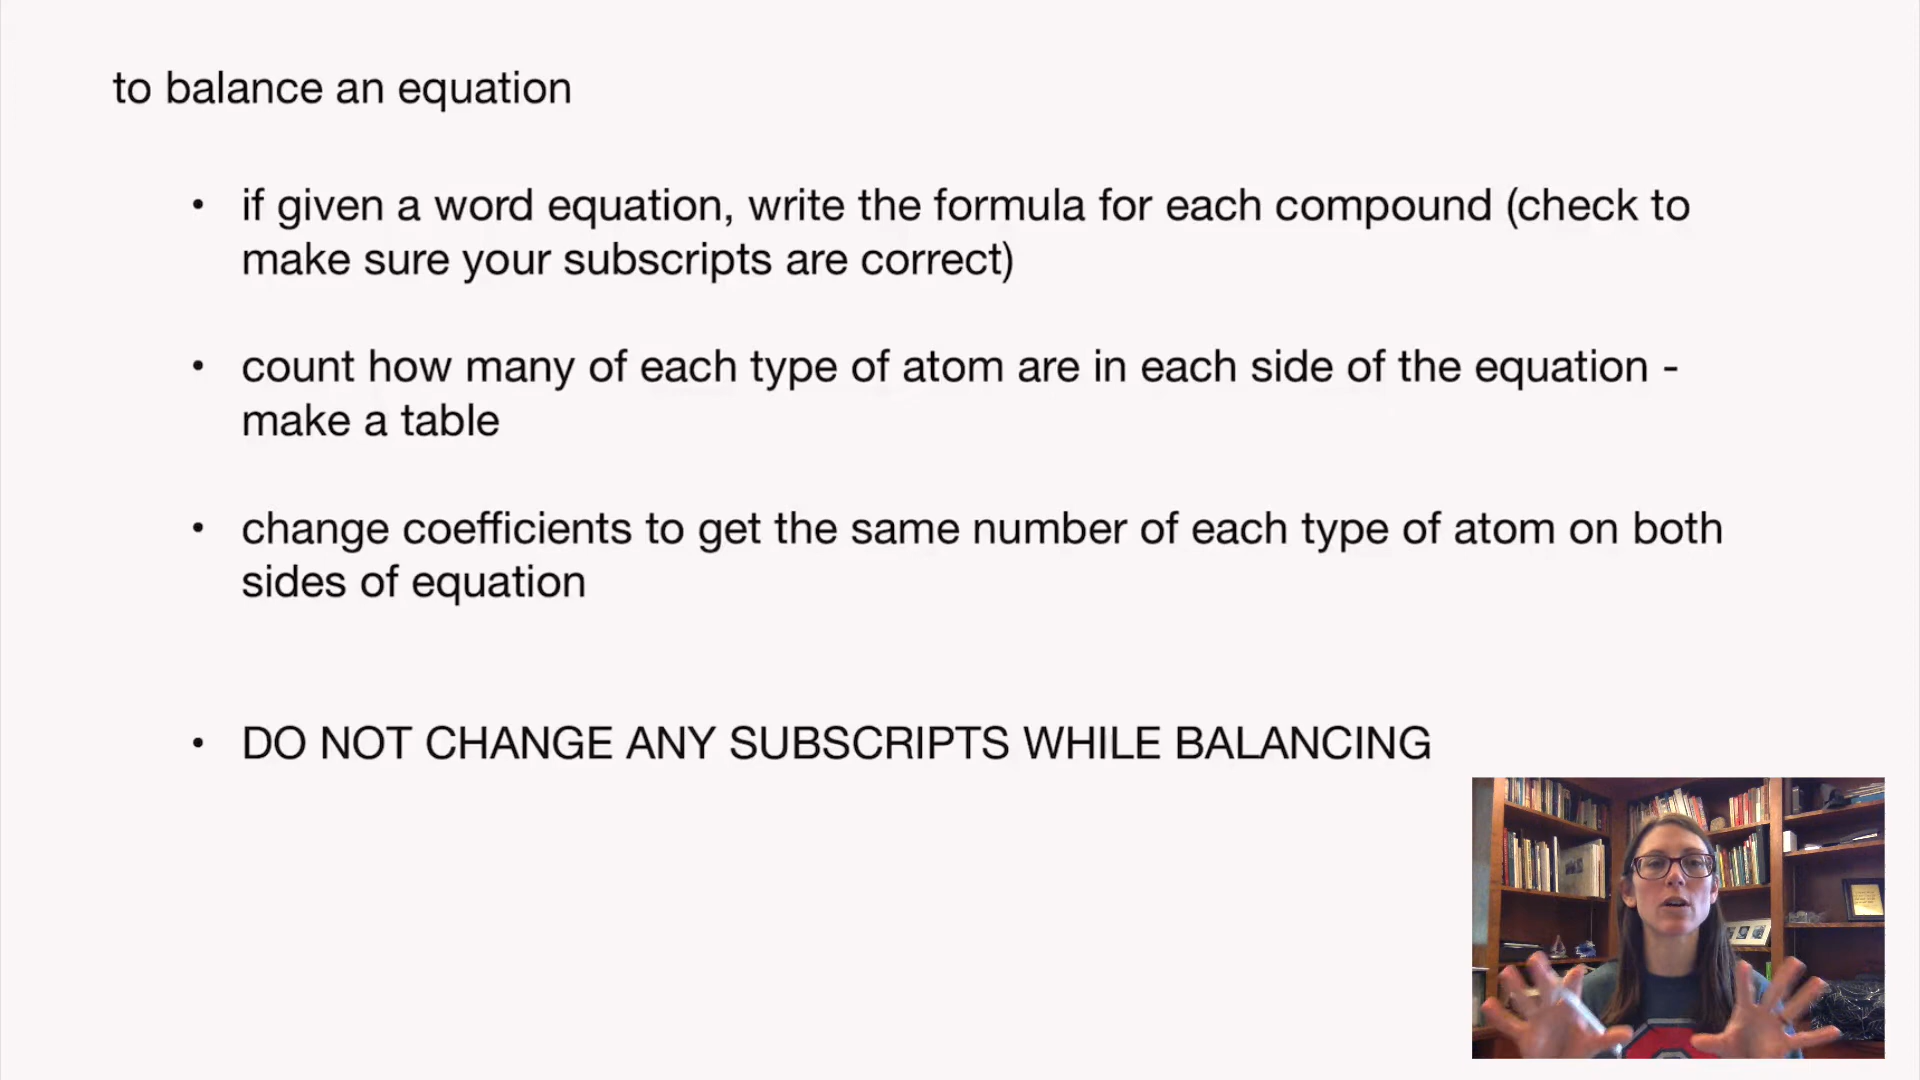 to balance an equation
• if given a word equation, write the formula for each compound (check to
make sure your subscripts are correct)
• count how many of each type of atom are in each side of the equation -
make a table
• change coefficients to get the same number of each type of atom on both
sides of equation
• DO NOT CHANGE ANY SUBSCRIPTS WHILE BALANCING